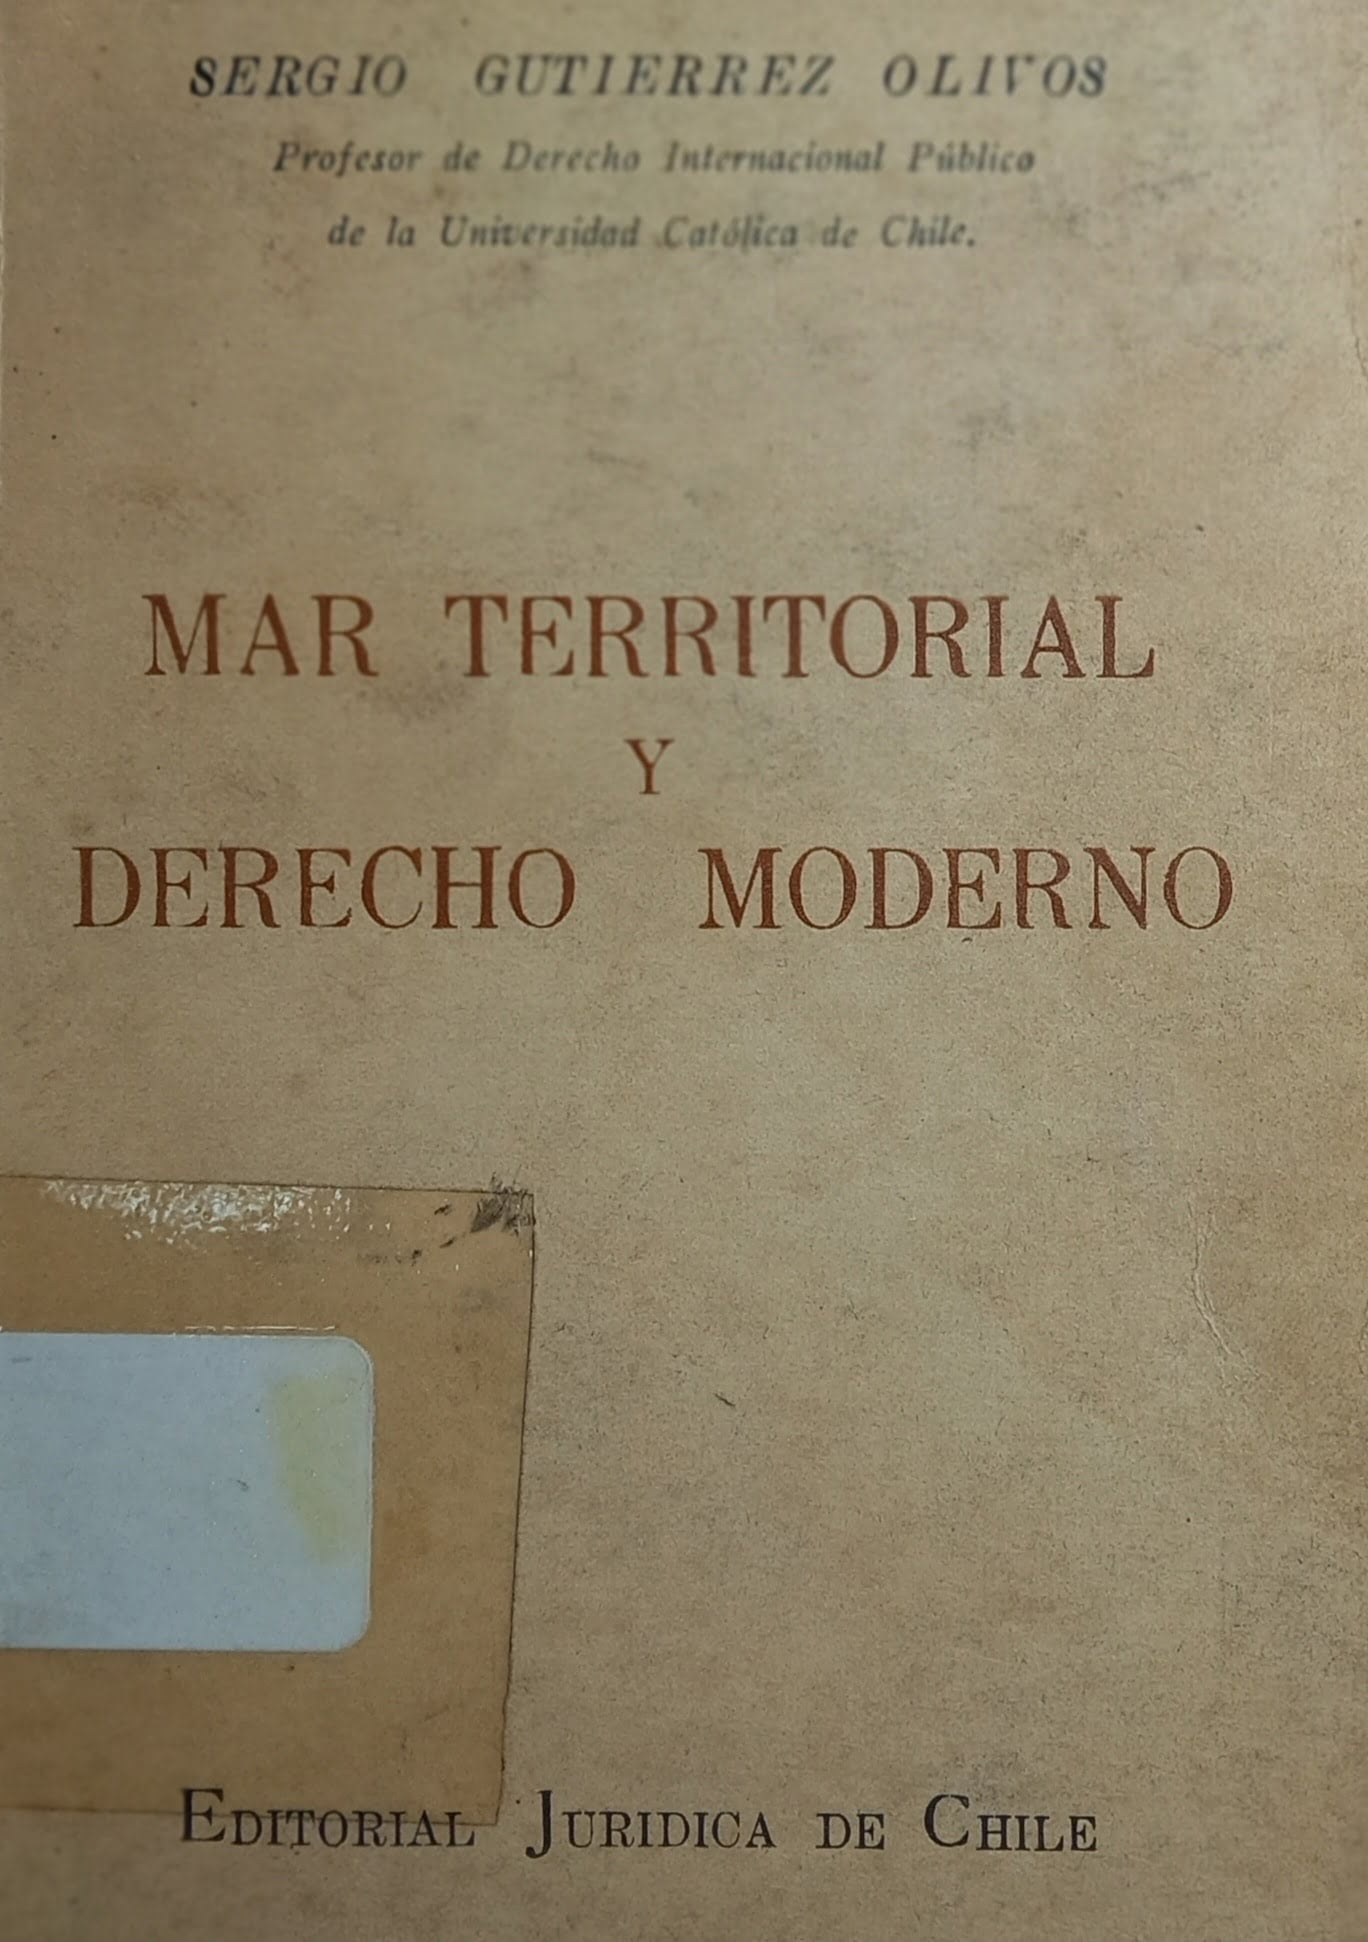 SERGIO GUTIERREZ OLIVOS
Profesor de Derecho Internacional Público
de la Universidad Católica de Chile.
MAR TERRITORIAL
Y
DERECHO MODERNO
EDITORIAL JURIDICA DE CHILE